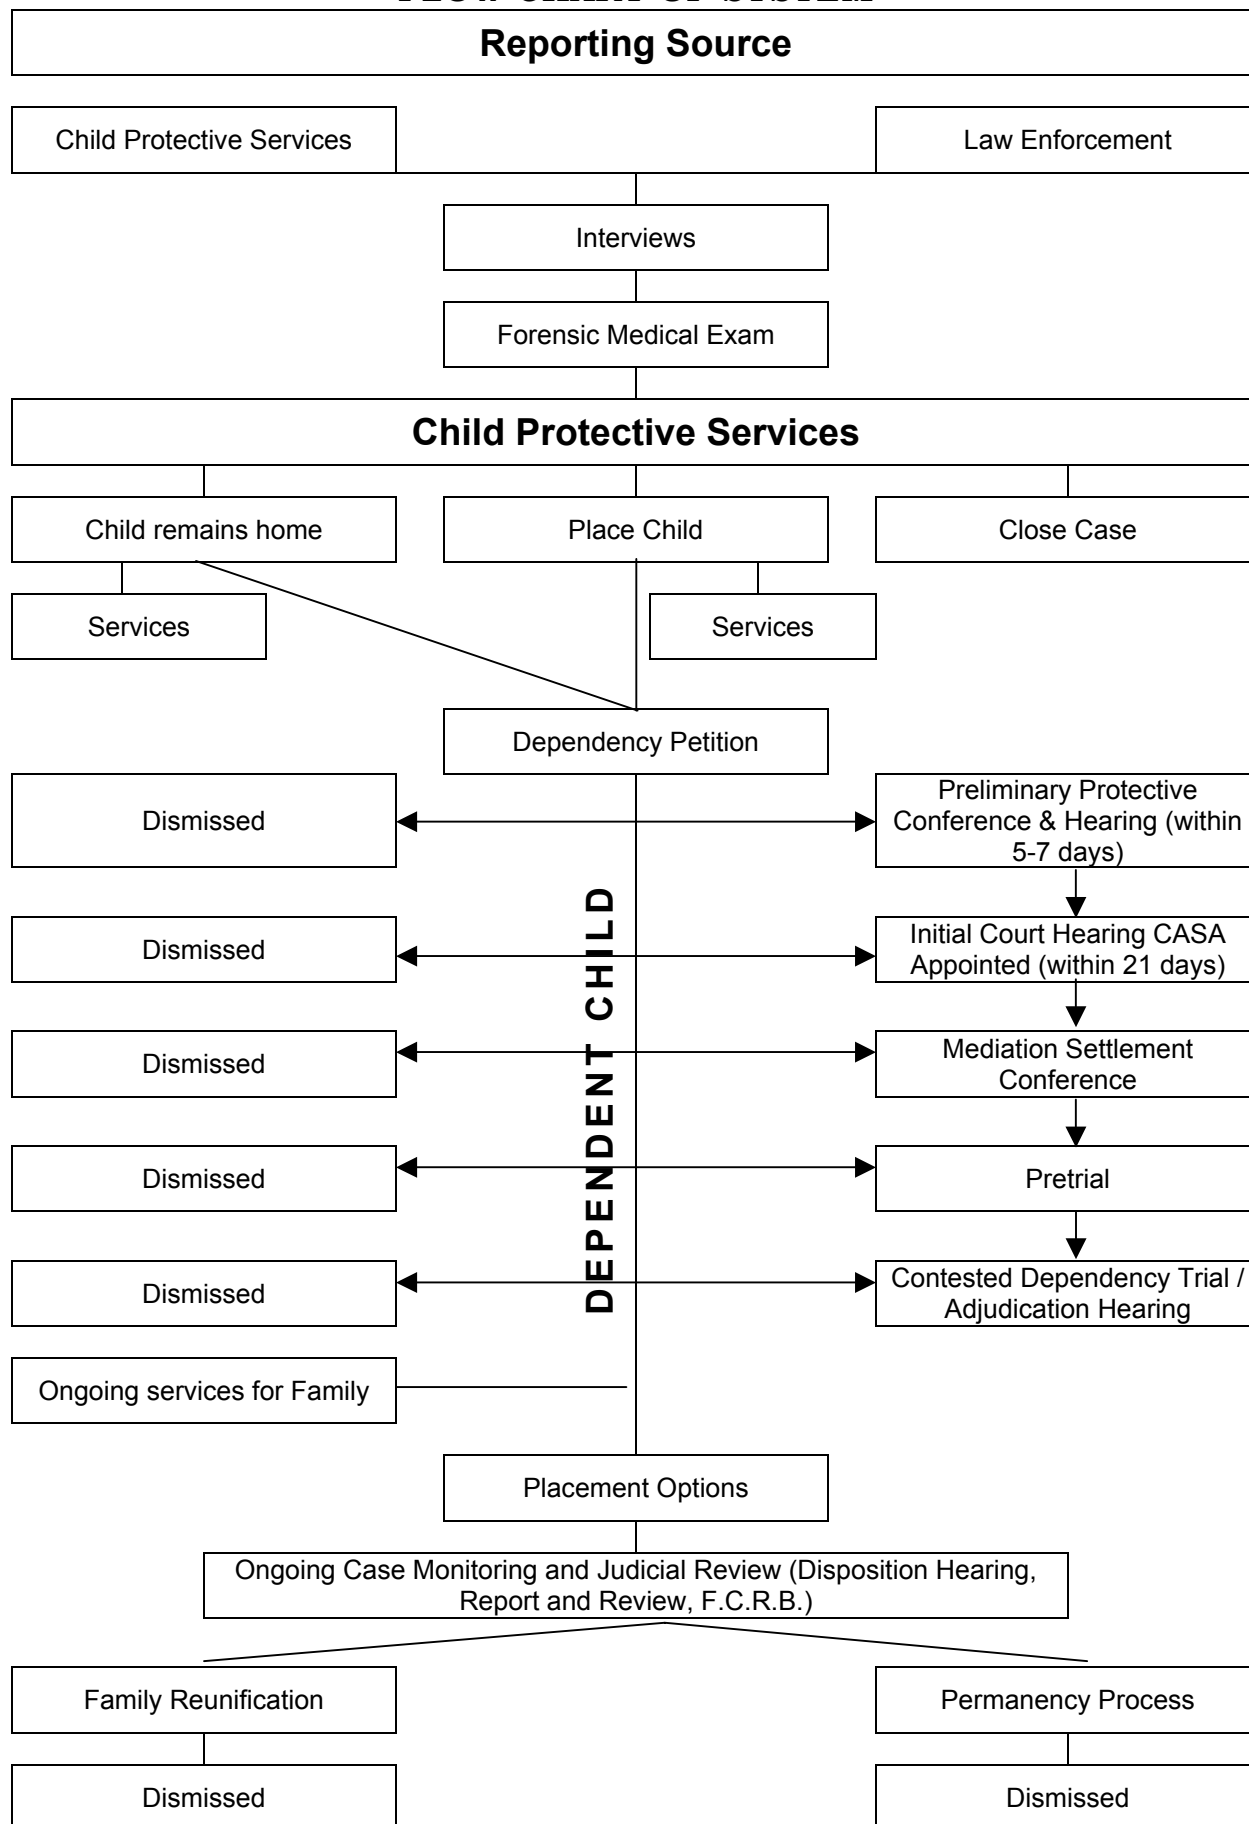 Reporting Source
Child Protective Services
Law Enforcement
Interviews
Forensic Medical Exam
Child Protective Services
Child remains home
Place Child
Close Case
Services
Services
Dependency Petition
Dismissed
Preliminary Protective
Conference & Hearing (within
5-7 days)
DEPENDENT CHILD
Dismissed
Initial Court Hearing CASA
Appointed (within 21 days)
Dismissed
Mediation Settlement
Conference
Dismissed
Pretrial
Dismissed
Contested Dependency Trial /
Adjudication Hearing
Ongoing services for Family
Placement Options
Ongoing Case Monitoring and Judicial Review (Disposition Hearing,
Report and Review, F.C.R.B.)
Family Reunification
Permanency Process
Dismissed
Dismissed